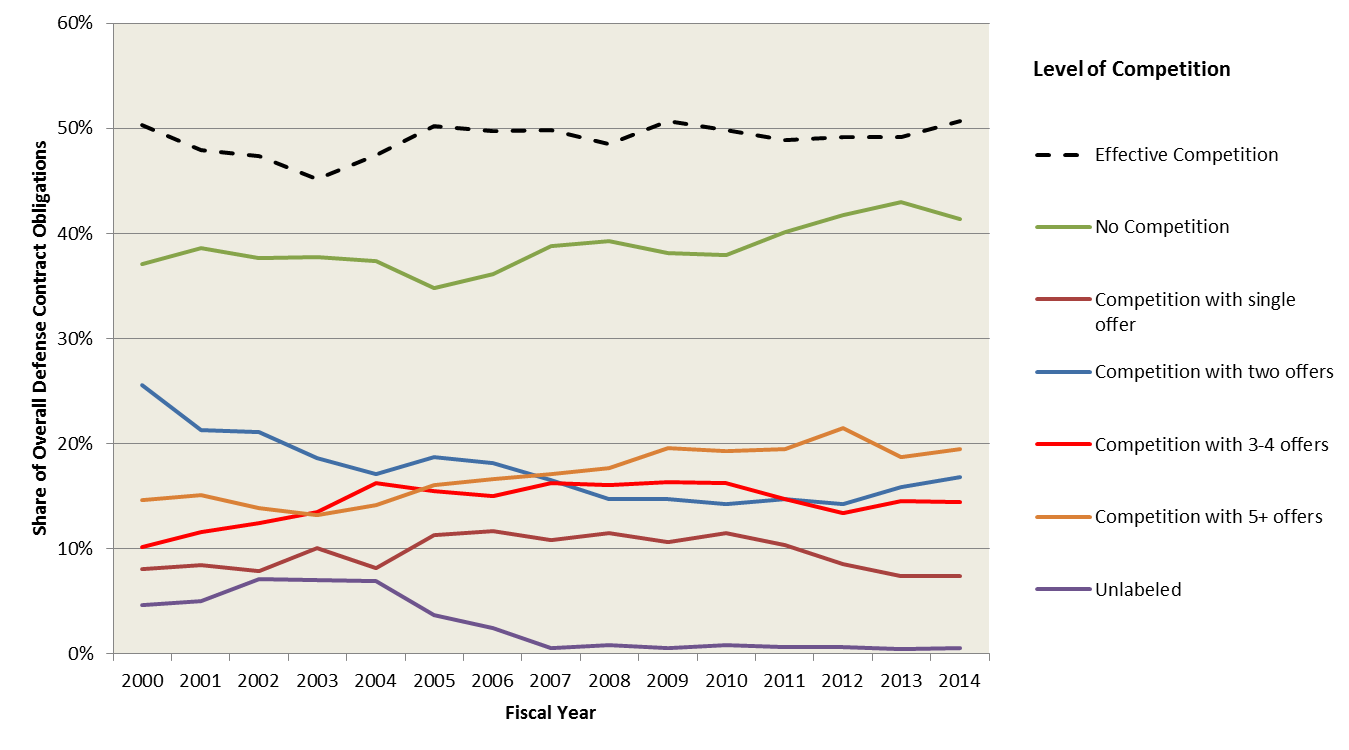 60%
50%
40%
30%
20%
10%
0%
Share of Overall Defense Contract Obligations
2000 2001 2002 2003 2004 2005 2006 2007 2008 2009 2010 2011 2012 2013 2014
Fiscal Year
Level of Competition
Effective Competition
No Competition
Competition with single
offer
Competition with two offers
Competition with 3-4 offers
Competition with 5+ offers
Unlabeled